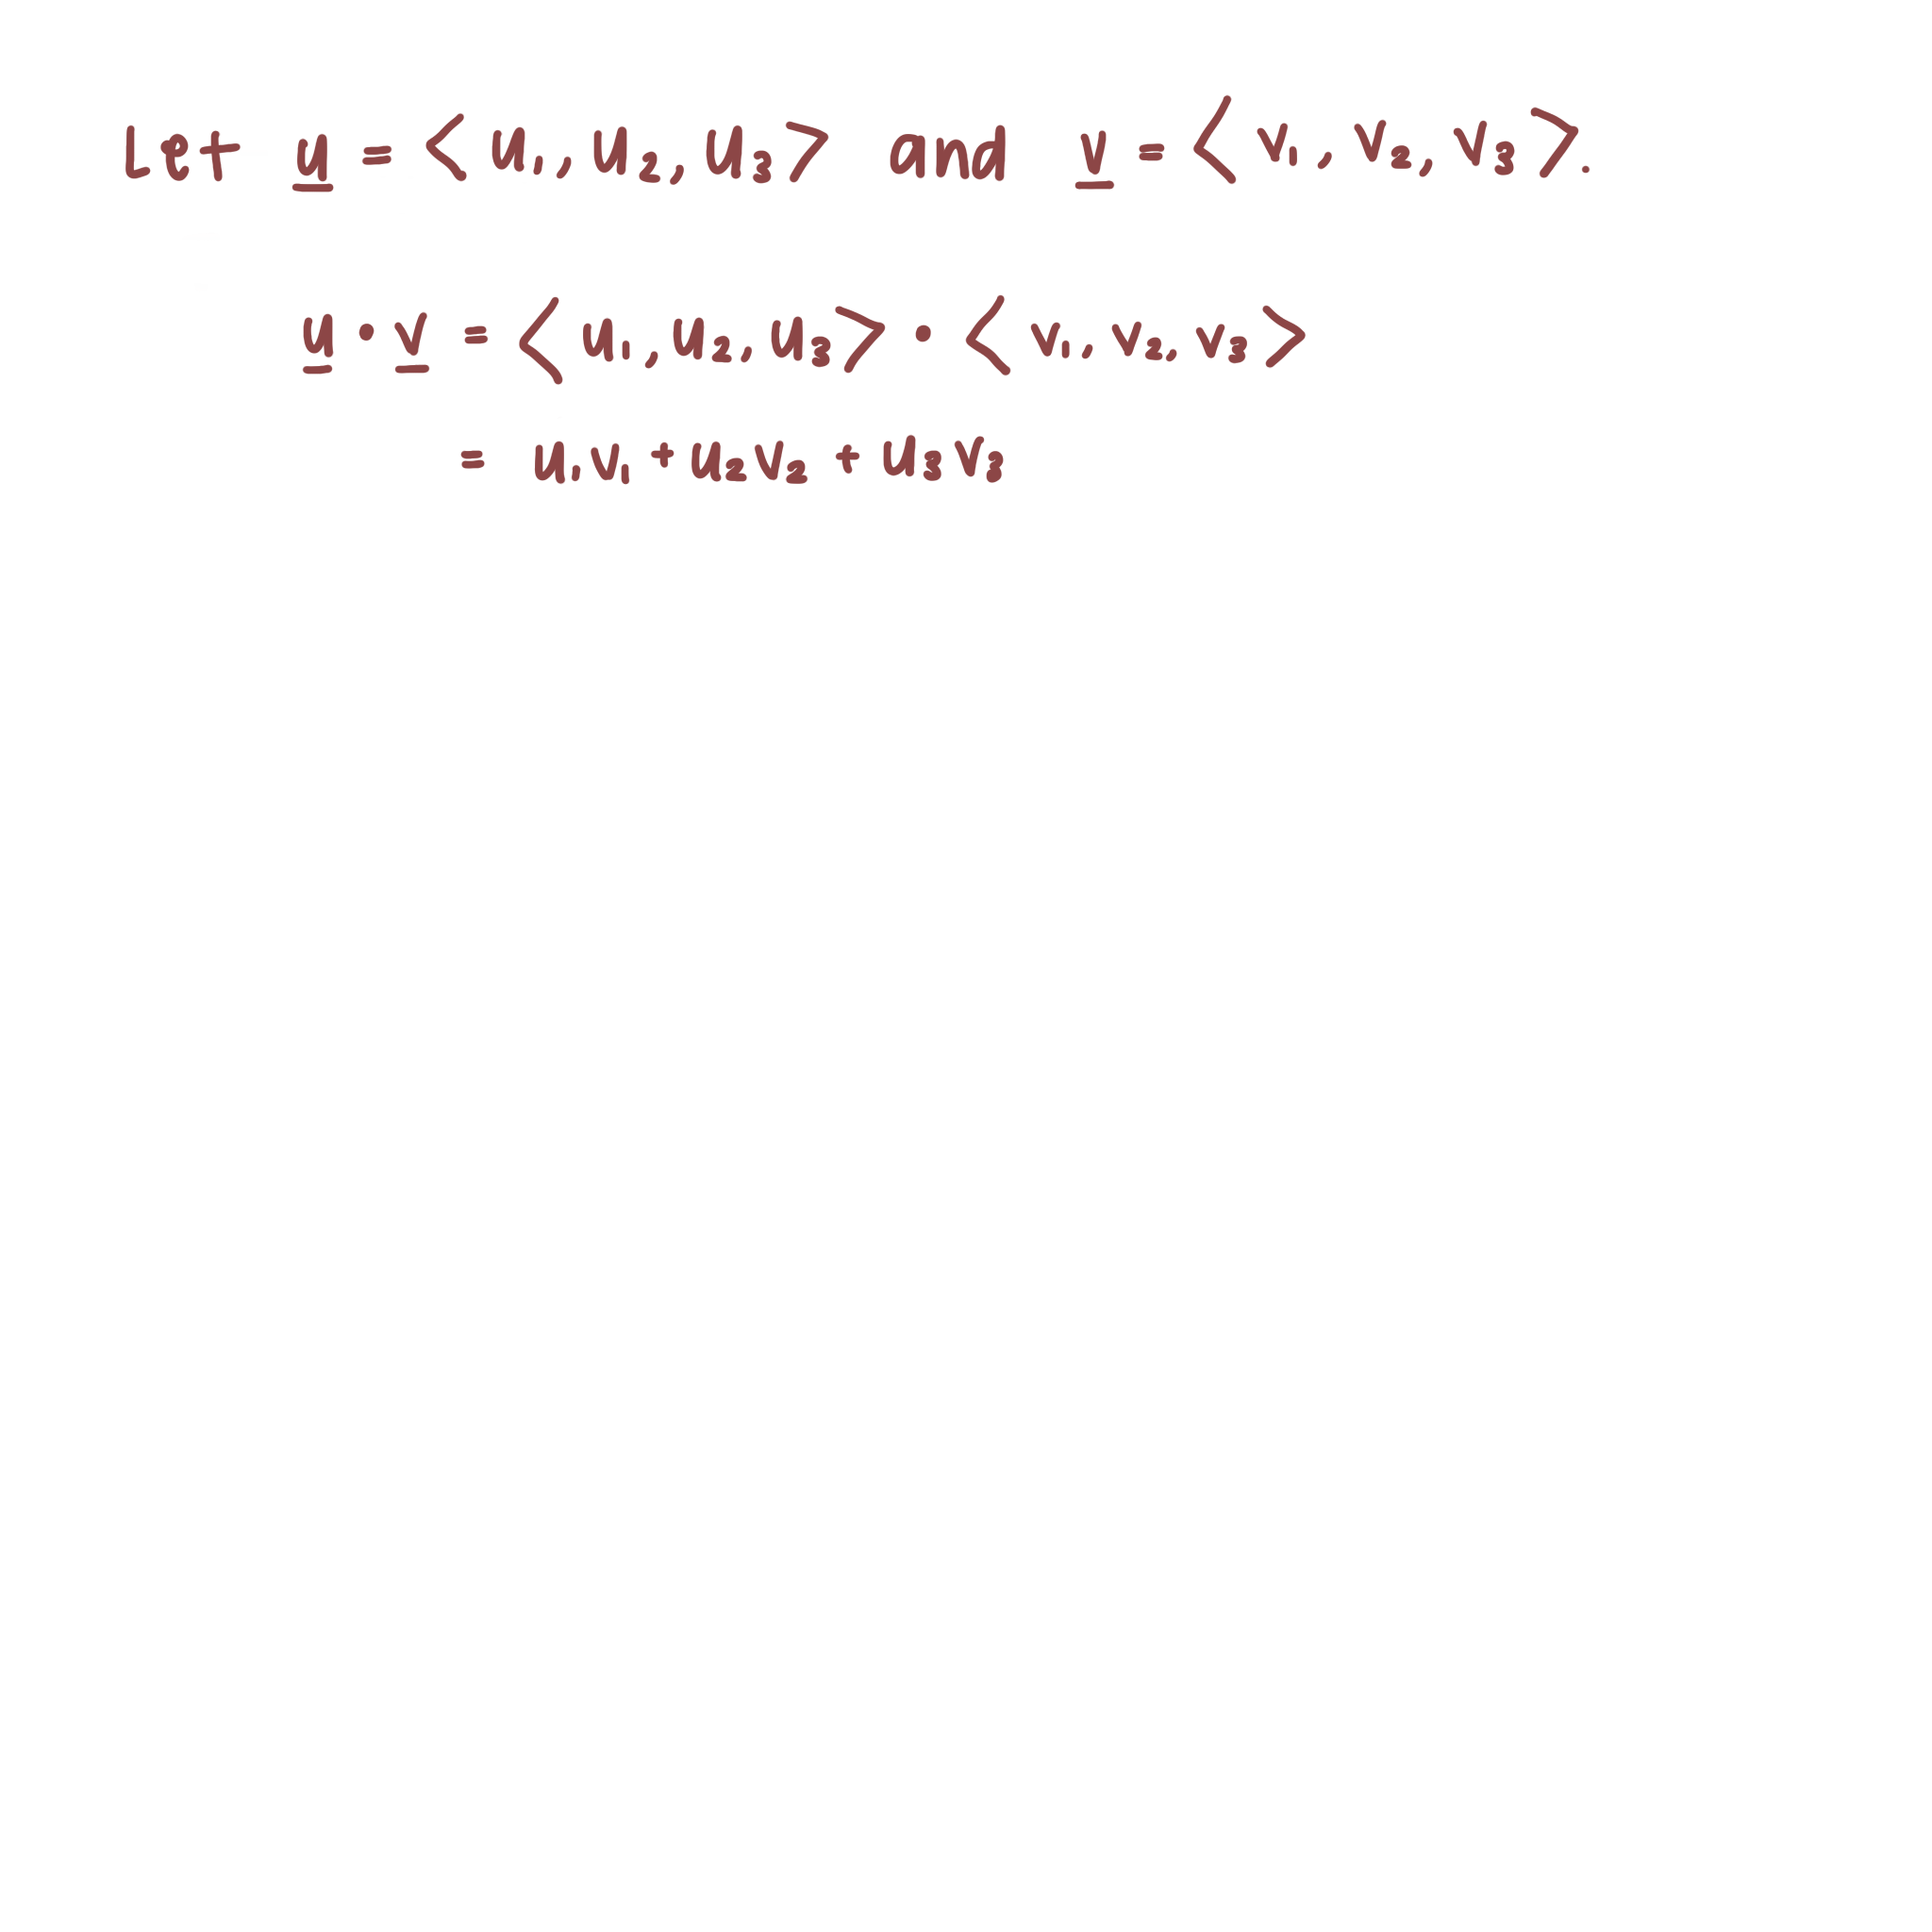 Let u̲ = <u₁, u₂, u₃> and v̲ = <v₁, v₂, v₃>.
u̲ · v̲ = <u₁, u₂, u₃> · <v₁, v₂, v₃>
= u₁v₁ + u₂v₂ + u₃v₃